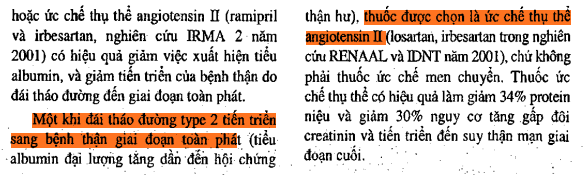 hoặc ức chế thụ thể angiotensin II (ramipril
và irbesartan, nghiên cứu IRMA 2 năm
2001) có hiệu quả giảm việc xuất hiện tiểu
albumin, và giảm tiến triển của bệnh thận do
đái tháo đường đến giai đoạn toàn phát.
Một khi đái tháo đường type 2 tiến triển
sang bệnh thận giai đoạn toàn phát (tiểu
albumin đại lượng tăng dần đến hội chứng
thận hư), thuốc được chọn là ức chế thụ thể
angiotensin II (losartan, irbesartan trong nghiên
cứu RENAAL và IDNT năm 2001), chứ không
phải thuốc ức chế men chuyển. Thuốc ức
chế thụ thể có hiệu quả làm giảm 34% protein
niệu và giảm 30% nguy cơ tăng gấp đôi
creatinin và tiến triển đến suy thận mạn giai
đoạn cuối.